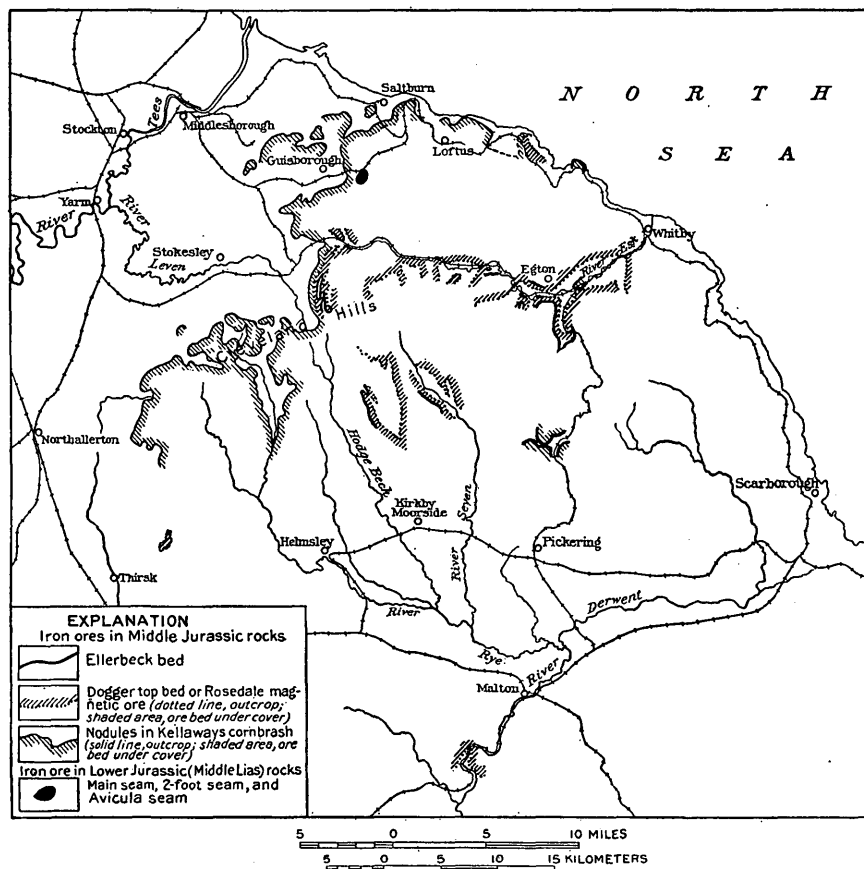 NORTH
SEA
Saltburn
Tees
Stockton
Middlesborough
Guisborough
Loftus
Yarm
River
River
Whitby
Stokesley
Leven
Egton
River Esk
Hills
Northallerton
Hodge Beck
Scarborough
Kirkby
Moorside
Seven
River
Helmsley
Pickering
Thirsk
Derwent
River
Rye
River
Malton
EXPLANATION
Iron ores in Middle Jurassic rocks
Ellerbeck bed
Dogger top bed or Rosedale mag-
netic ore (dotted line, outcrop;
shaded area, ore bed under cover)
Nodules in Kellaways cornbrash
(solid line, outcrop; shaded area, ore
bed under cover)
Iron ore in Lower Jurassic (Middle Lias) rocks
Main seam, 2-foot seam, and
Avicula seam
5 0 5 10 MILES
5 0 5 10 15 KILOMETERS